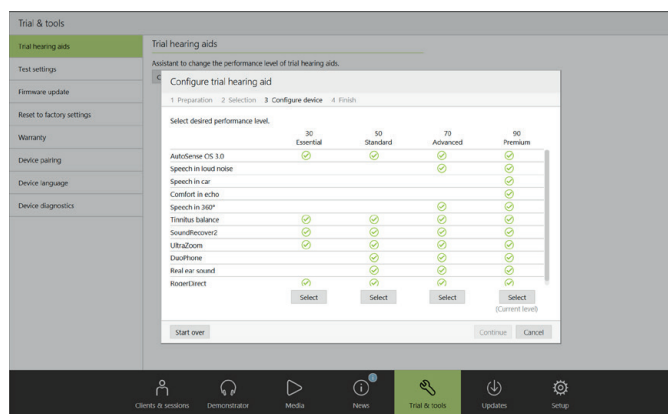 Trial & tools
Trial hearing aids
Test settings
Firmware update
Reset to factory settings
Warranty
Device pairing
Device language
Device diagnostics
Trial hearing aids
Assistant to change the performance level of trial hearing aids.
C
Configure trial hearing aid
1 Preparation 2 Selection 3 Configure device 4 Finish
Select desired performance level.
30 50 70 90
Essential Standard Advanced Premium
AutoSense OS 3.0
Speech in loud noise
Speech in car
Comfort in echo
Speech in 360°
Tinnitus balance
SoundRecover2
UltraZoom
DuoPhone
Real ear sound
RogerDirect
Select Select Select Select
(Current level)
Start over Continue Cancel
Clients & sessions Demonstrator Media News Trial & tools Updates Setup